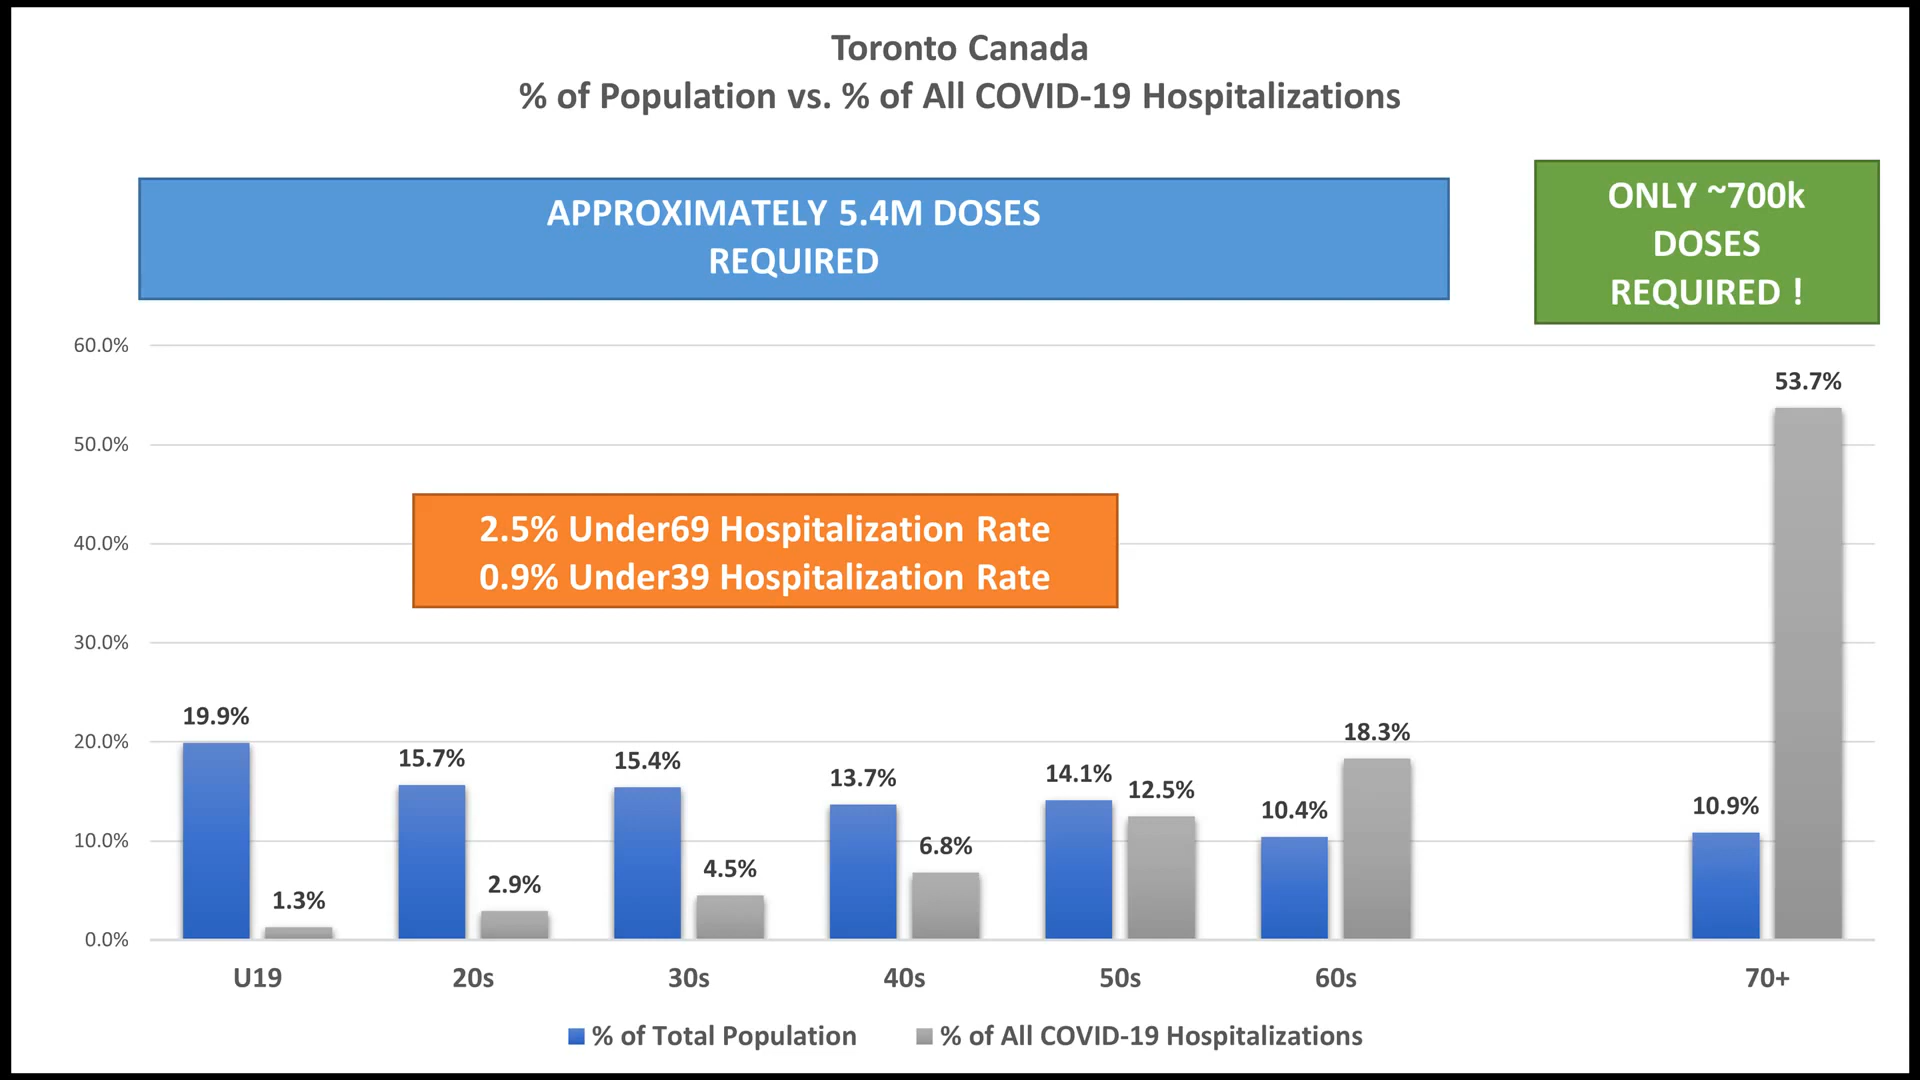 Toronto Canada
% of Population vs. % of All COVID-19 Hospitalizations
APPROXIMATELY 5.4M DOSES
REQUIRED
ONLY ~700k
DOSES
REQUIRED !
60.0%
50.0%
40.0%
30.0%
20.0%
10.0%
0.0%
2.5% Under69 Hospitalization Rate
0.9% Under39 Hospitalization Rate
19.9%
1.3%
15.7%
2.9%
15.4%
4.5%
13.7%
6.8%
14.1%
12.5%
10.4%
18.3%
10.9%
53.7%
U19
20s
30s
40s
50s
60s
70+
% of Total Population
% of All COVID-19 Hospitalizations